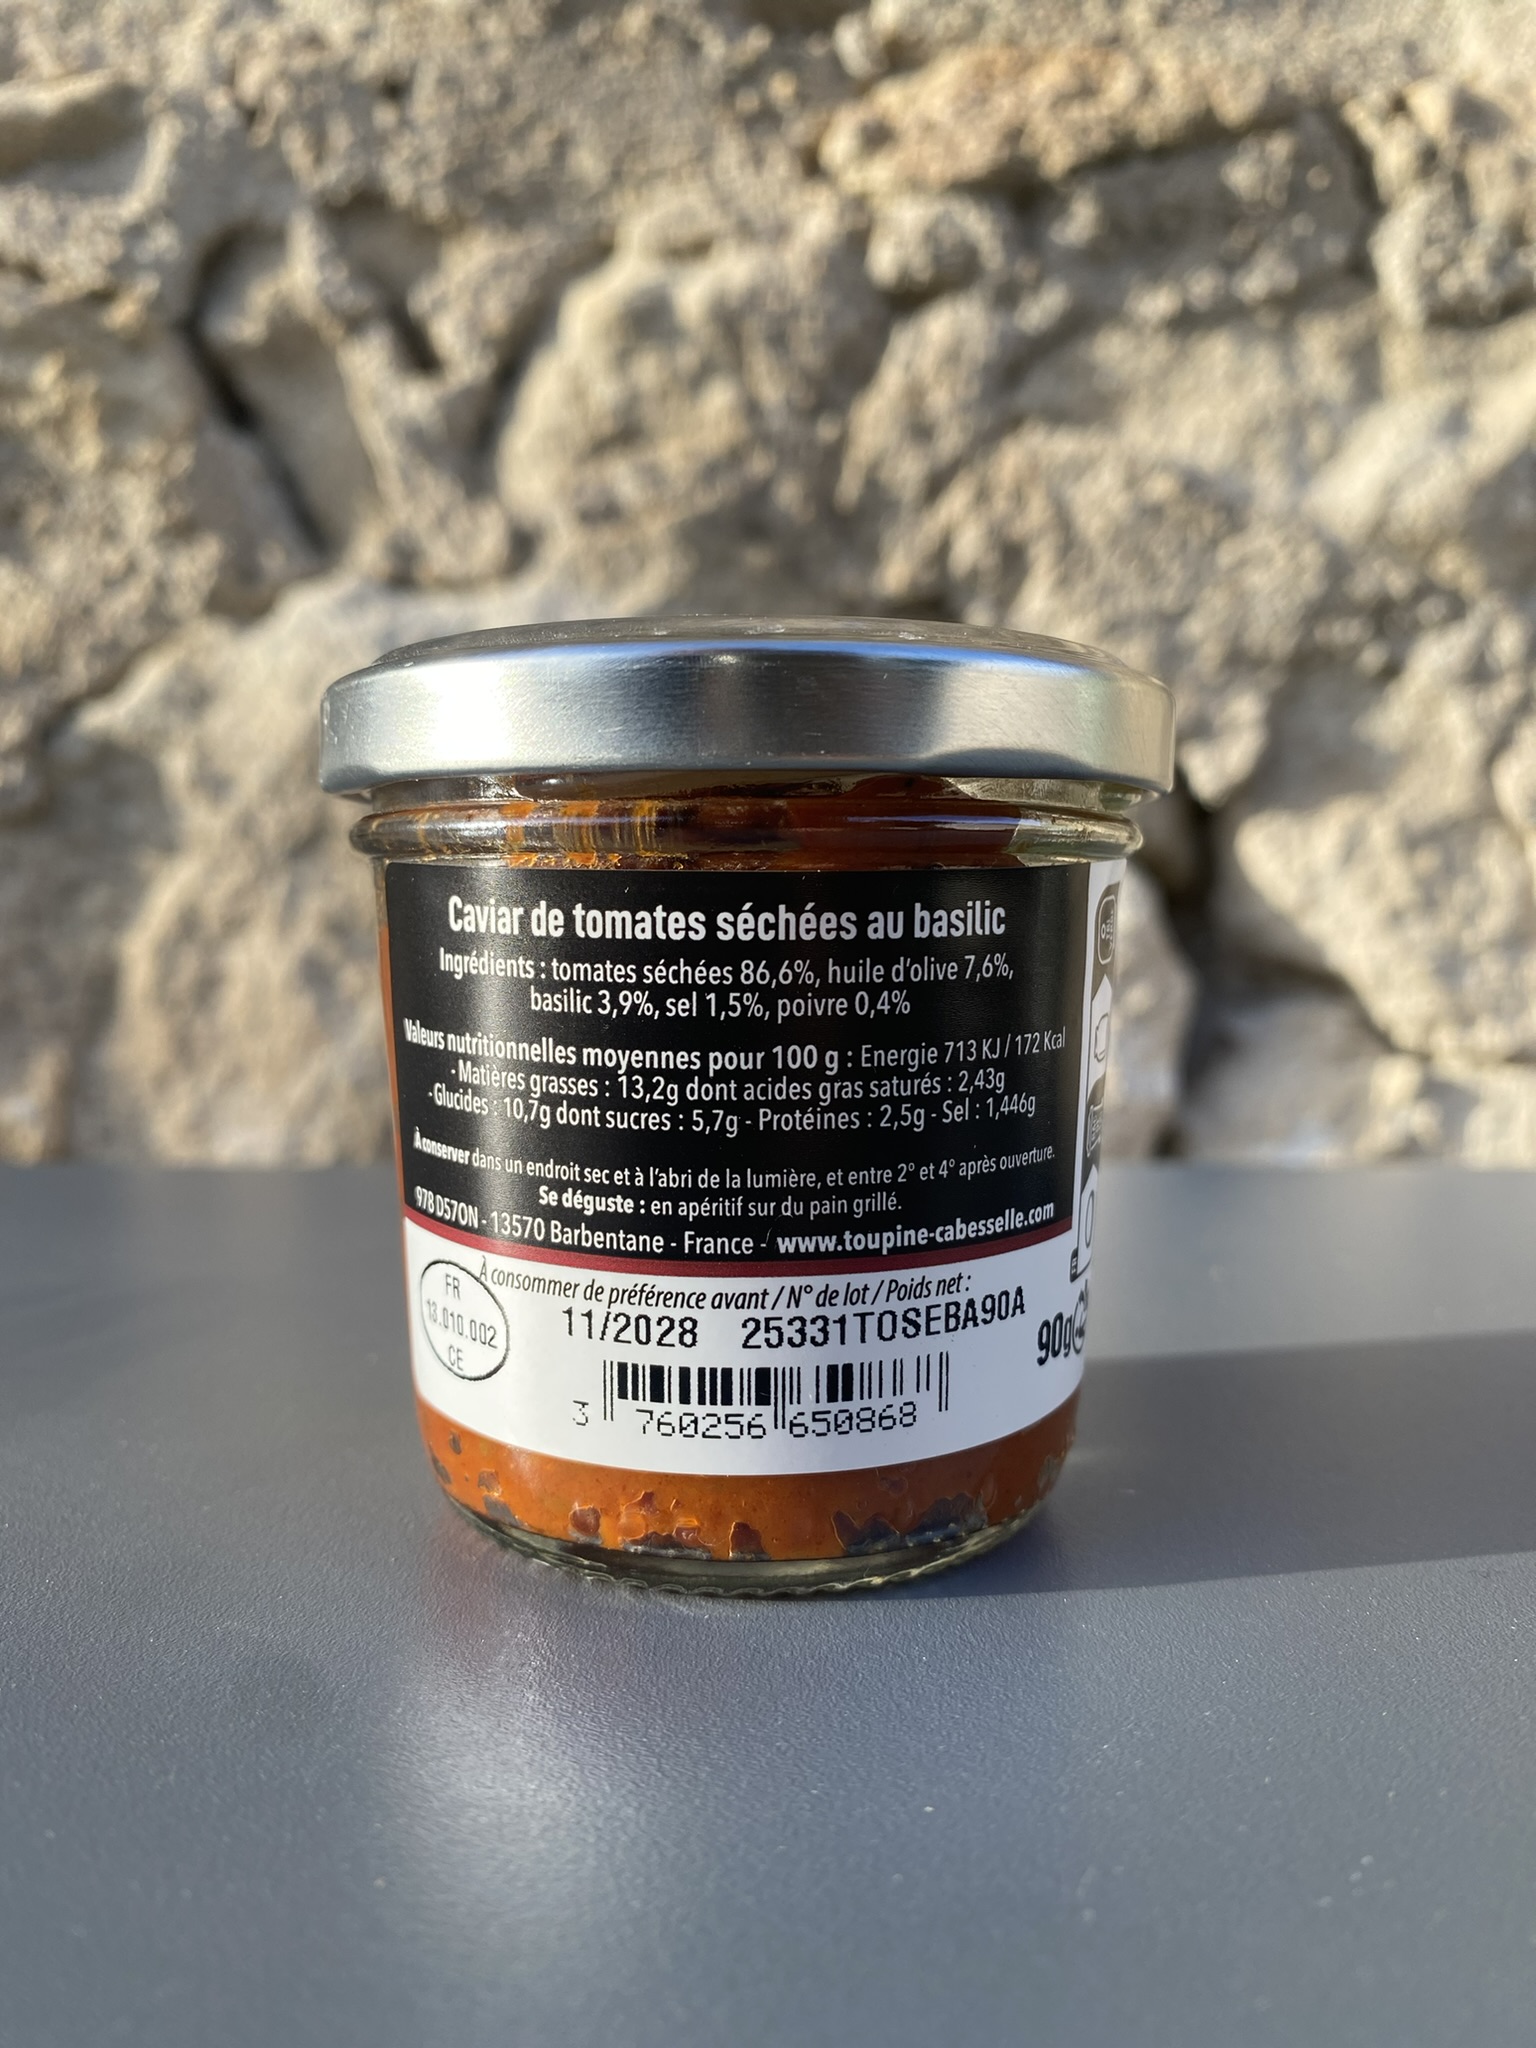 Caviar de tomates séchées au basilic
Ingrédients : tomates séchées 86,6%, huile d'olive 7,6%,
basilic 3,9%, sel 1,5%, poivre 0,4%
Valeurs nutritionnelles moyennes pour 100 g : Energie 713 KJ / 172 Kcal
- Matières grasses : 13,2g dont acides gras saturés : 2,43g
- Glucides : 10,7g dont sucres : 5,7g - Protéines : 2,5g - Sel : 1,446g
À conserver dans un endroit sec et à l'abri de la lumière, et entre 2° et 4° après ouverture.
Se déguste : en apéritif sur du pain grillé.
978 D570N - 13570 Barbentane - France - www.toupine-cabesselle.com
À consommer de préférence avant / N° de lot / Poids net :
FR
13.010.002
CE
11/2028 25331TOSEBA90A
90g
3 760256 650868